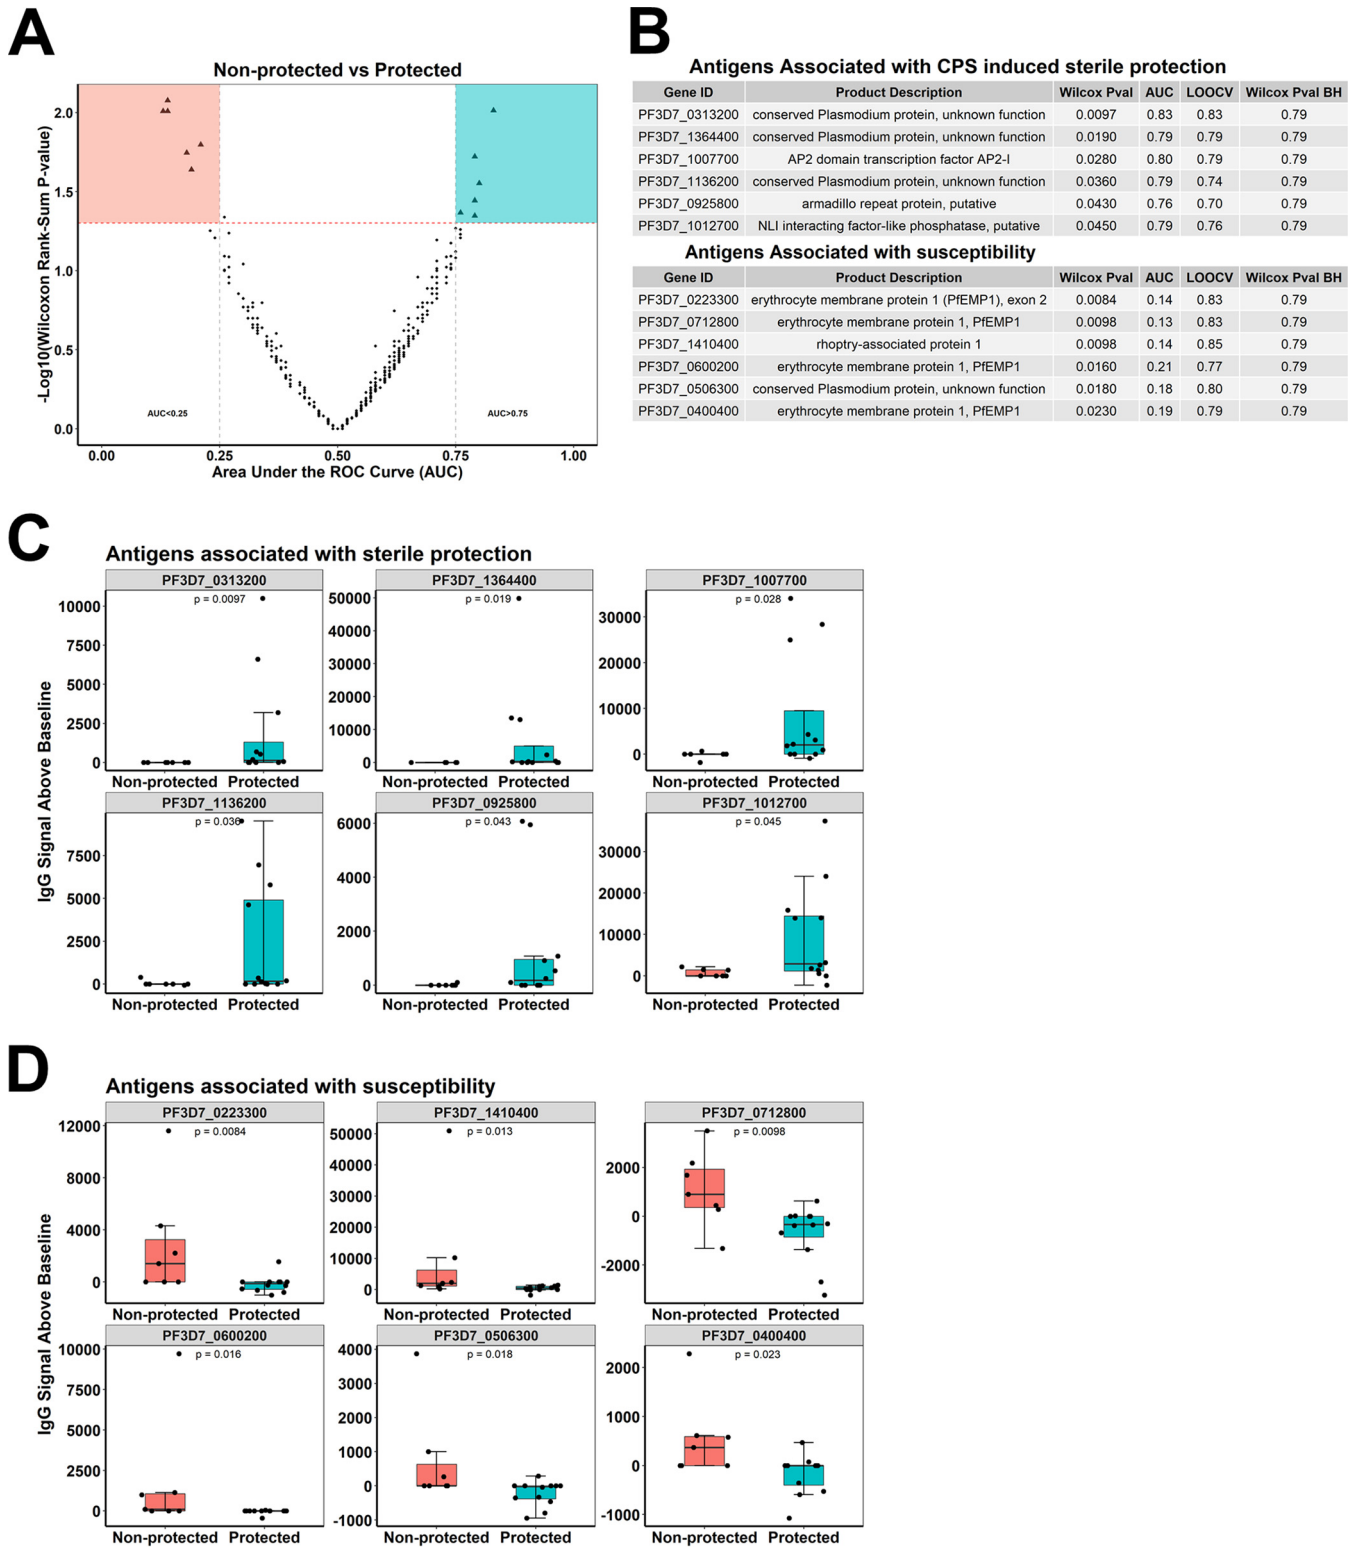 A
Non-protected vs Protected
-Log10(Wilcoxon Rank-Sum P-value)
2.0
1.5
1.0
0.5
0.0
AUC<0.25
AUC>0.75
0.00 0.25 0.50 0.75 1.00
Area Under the ROC Curve (AUC)
B
Antigens Associated with CPS induced sterile protection
Gene ID Product Description Wilcox Pval AUC LOOCV Wilcox Pval BH
PF3D7_0313200 conserved Plasmodium protein, unknown function 0.0097 0.83 0.83 0.79
PF3D7_1364400 conserved Plasmodium protein, unknown function 0.0190 0.79 0.79 0.79
PF3D7_1007700 AP2 domain transcription factor AP2-I 0.0280 0.80 0.79 0.79
PF3D7_1136200 conserved Plasmodium protein, unknown function 0.0360 0.79 0.74 0.79
PF3D7_0925800 armadillo repeat protein, putative 0.0430 0.76 0.70 0.79
PF3D7_1012700 NLI interacting factor-like phosphatase, putative 0.0450 0.79 0.76 0.79
Antigens Associated with susceptibility
Gene ID Product Description Wilcox Pval AUC LOOCV Wilcox Pval BH
PF3D7_0223300 erythrocyte membrane protein 1 (PfEMP1), exon 2 0.0084 0.14 0.83 0.79
PF3D7_0712800 erythrocyte membrane protein 1, PfEMP1 0.0098 0.13 0.83 0.79
PF3D7_1410400 rhoptry-associated protein 1 0.0098 0.14 0.85 0.79
PF3D7_0600200 erythrocyte membrane protein 1, PfEMP1 0.0160 0.21 0.77 0.79
PF3D7_0506300 conserved Plasmodium protein, unknown function 0.0180 0.18 0.80 0.79
PF3D7_0400400 erythrocyte membrane protein 1, PfEMP1 0.0230 0.19 0.79 0.79
C
Antigens associated with sterile protection
IgG Signal Above Baseline
PF3D7_0313200
p = 0.0097
10000
7500
5000
2500
0
Non-protected Protected
PF3D7_1364400
p = 0.019
50000
40000
30000
20000
10000
0
Non-protected Protected
PF3D7_1007700
p = 0.028
30000
20000
10000
0
Non-protected Protected
PF3D7_1136200
p = 0.036
7500
5000
2500
0
Non-protected Protected
PF3D7_0925800
p = 0.043
6000
4000
2000
0
Non-protected Protected
PF3D7_1012700
p = 0.045
30000
20000
10000
0
Non-protected Protected
D
Antigens associated with susceptibility
IgG Signal Above Baseline
PF3D7_0223300
p = 0.0084
12000
8000
4000
0
Non-protected Protected
PF3D7_1410400
p = 0.013
50000
40000
30000
20000
10000
0
Non-protected Protected
PF3D7_0712800
p = 0.0098
2000
0
-2000
Non-protected Protected
PF3D7_0600200
p = 0.016
10000
7500
5000
2500
0
Non-protected Protected
PF3D7_0506300
p = 0.018
4000
3000
2000
1000
0
-1000
Non-protected Protected
PF3D7_0400400
p = 0.023
2000
1000
0
-1000
Non-protected Protected